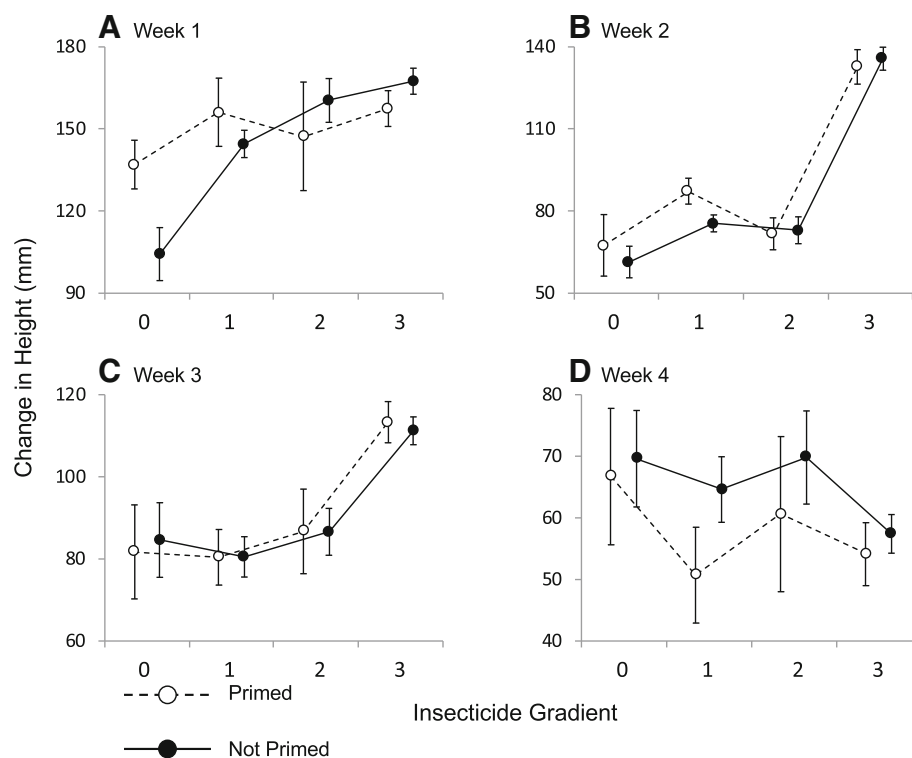 A Week 1
180
150
120
90
0 1 2 3
B Week 2
140
110
80
50
0 1 2 3
Change in Height (mm)
C Week 3
120
100
80
60
0 1 2 3
D Week 4
80
70
60
50
40
0 1 2 3
Primed
Not Primed
Insecticide Gradient